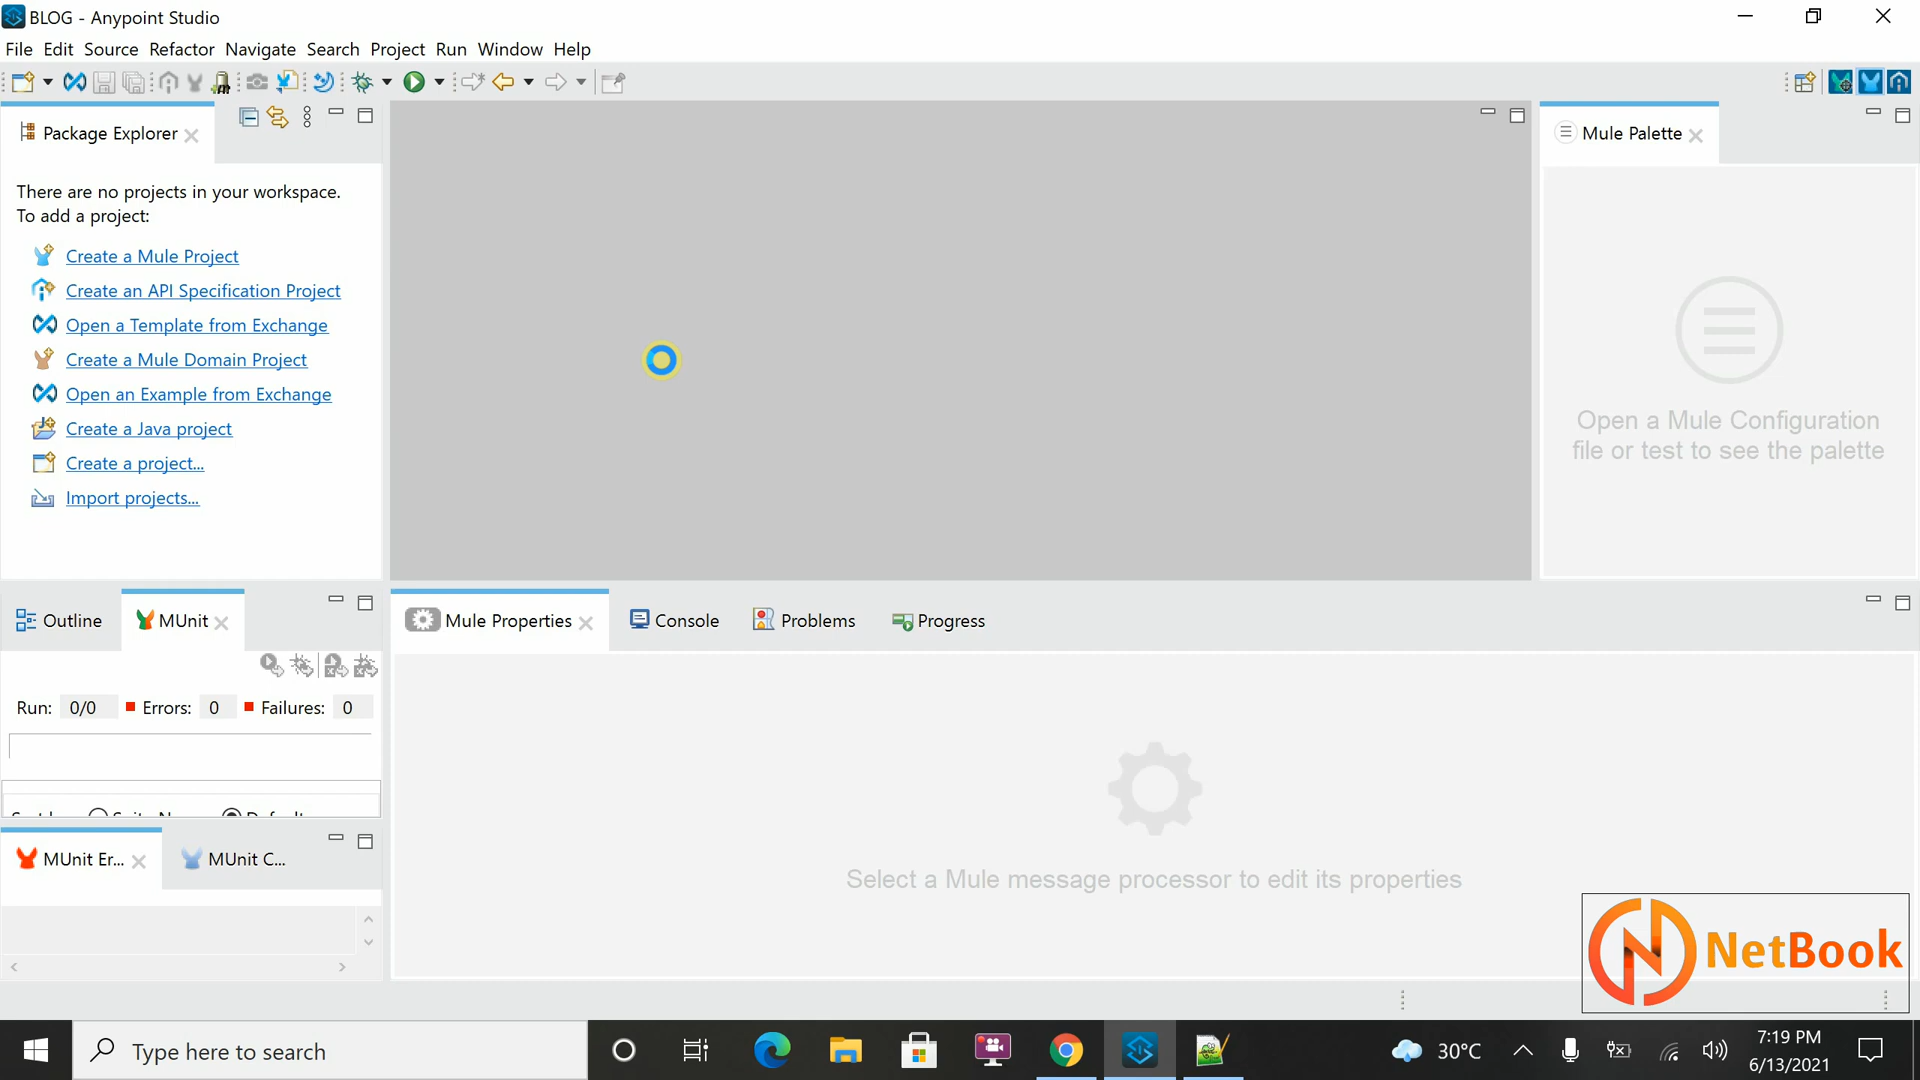 BLOG - Anypoint Studio
File Edit Source Refactor Navigate Search Project Run Window Help
Package Explorer
Mule Palette
There are no projects in your workspace.
To add a project:
Create a Mule Project
Create an API Specification Project
Open a Template from Exchange
Create a Mule Domain Project
Open an Example from Exchange
Create a Java project
Create a project...
Import projects...
Open a Mule Configuration
file or test to see the palette
Outline MUnit
Mule Properties Console Problems Progress
Run: 0/0 Errors: 0 Failures: 0
MUnit Er... MUnit C...
Select a Mule message processor to edit its properties
NetBook
Type here to search
30°C
7:19 PM
6/13/2021